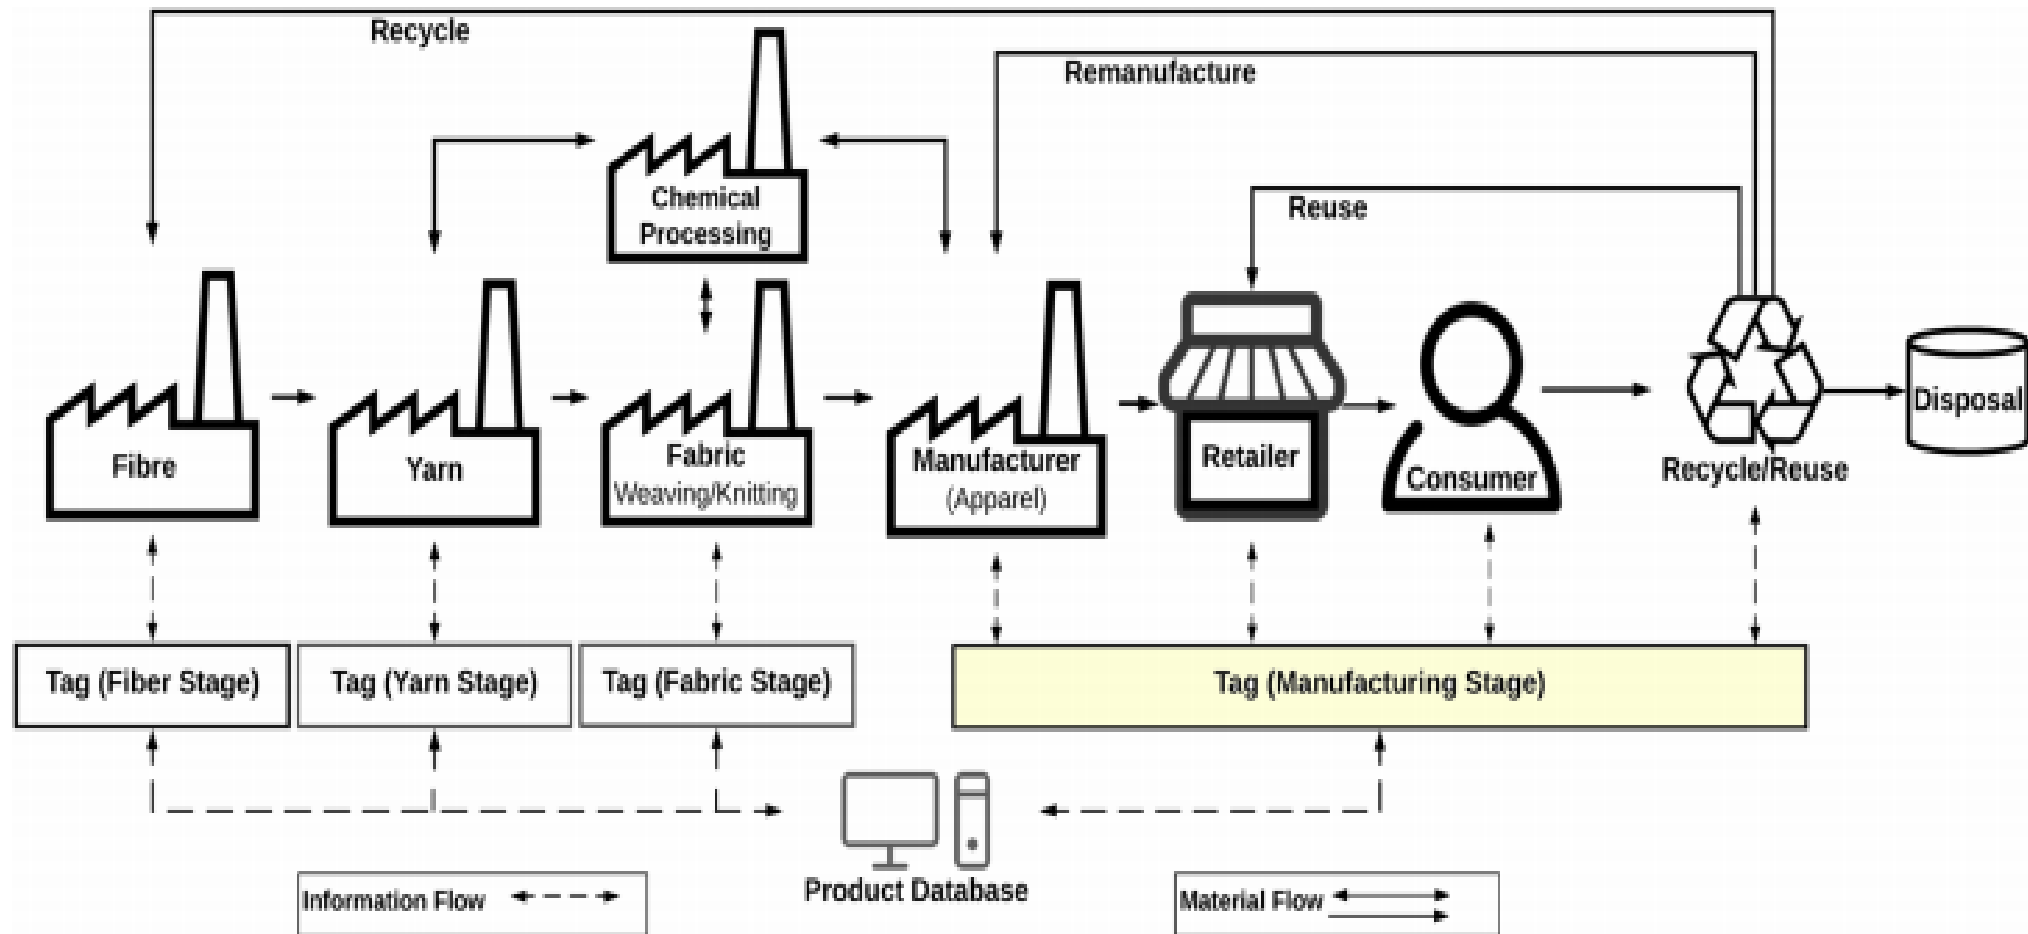 Recycle
Remanufacture
Chemical
Processing
Reuse
Fibre
Yarn
Fabric
Weaving/Knitting
Manufacturer
(Apparel)
Retailer
Consumer
Recycle/Reuse
Disposal
Tag (Fiber Stage)
Tag (Yarn Stage)
Tag (Fabric Stage)
Tag (Manufacturing Stage)
Product Database
Information Flow
Material Flow